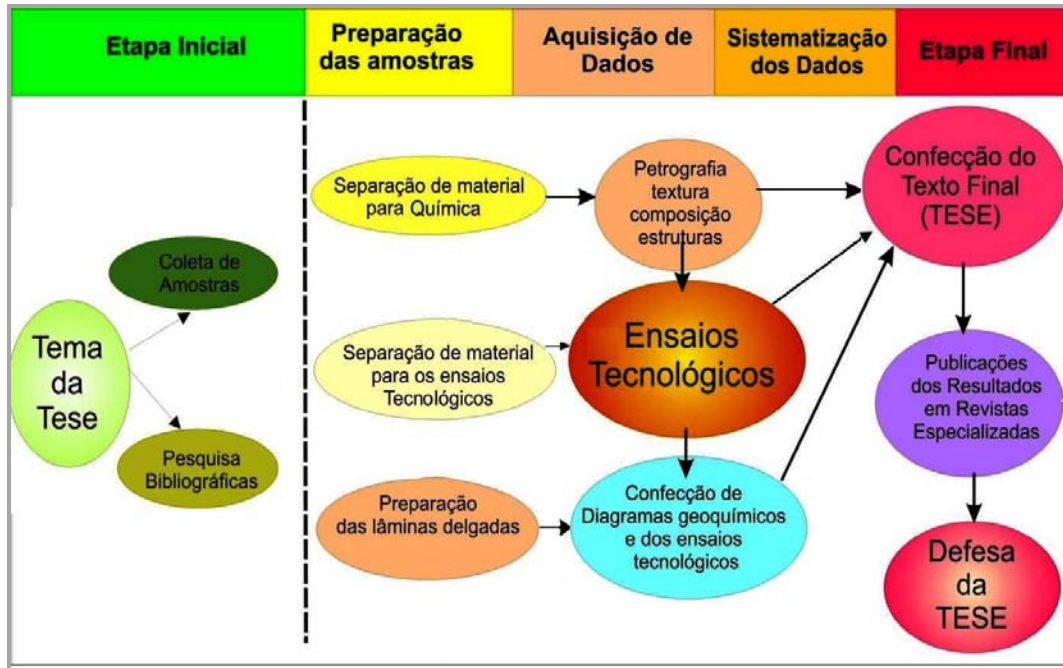 Etapa Inicial
Preparação
das amostras
Aquisição de
Dados
Sistematização
dos Dados
Etapa Final
Tema
da
Tese
Coleta de
Amostras
Pesquisa
Bibliográficas
Separação de material
para Química
Separação de material
para os ensaios
Tecnológicos
Preparação
das lâminas delgadas
Petrografia
textura
composição
estruturas
Ensaios
Tecnológicos
Confecção de
Diagramas geoquímicos
e dos ensaios
tecnológicos
Confecção do
Texto Final
(TESE)
Publicações
dos Resultados
em Revistas
Especializadas
Defesa
da
TESE